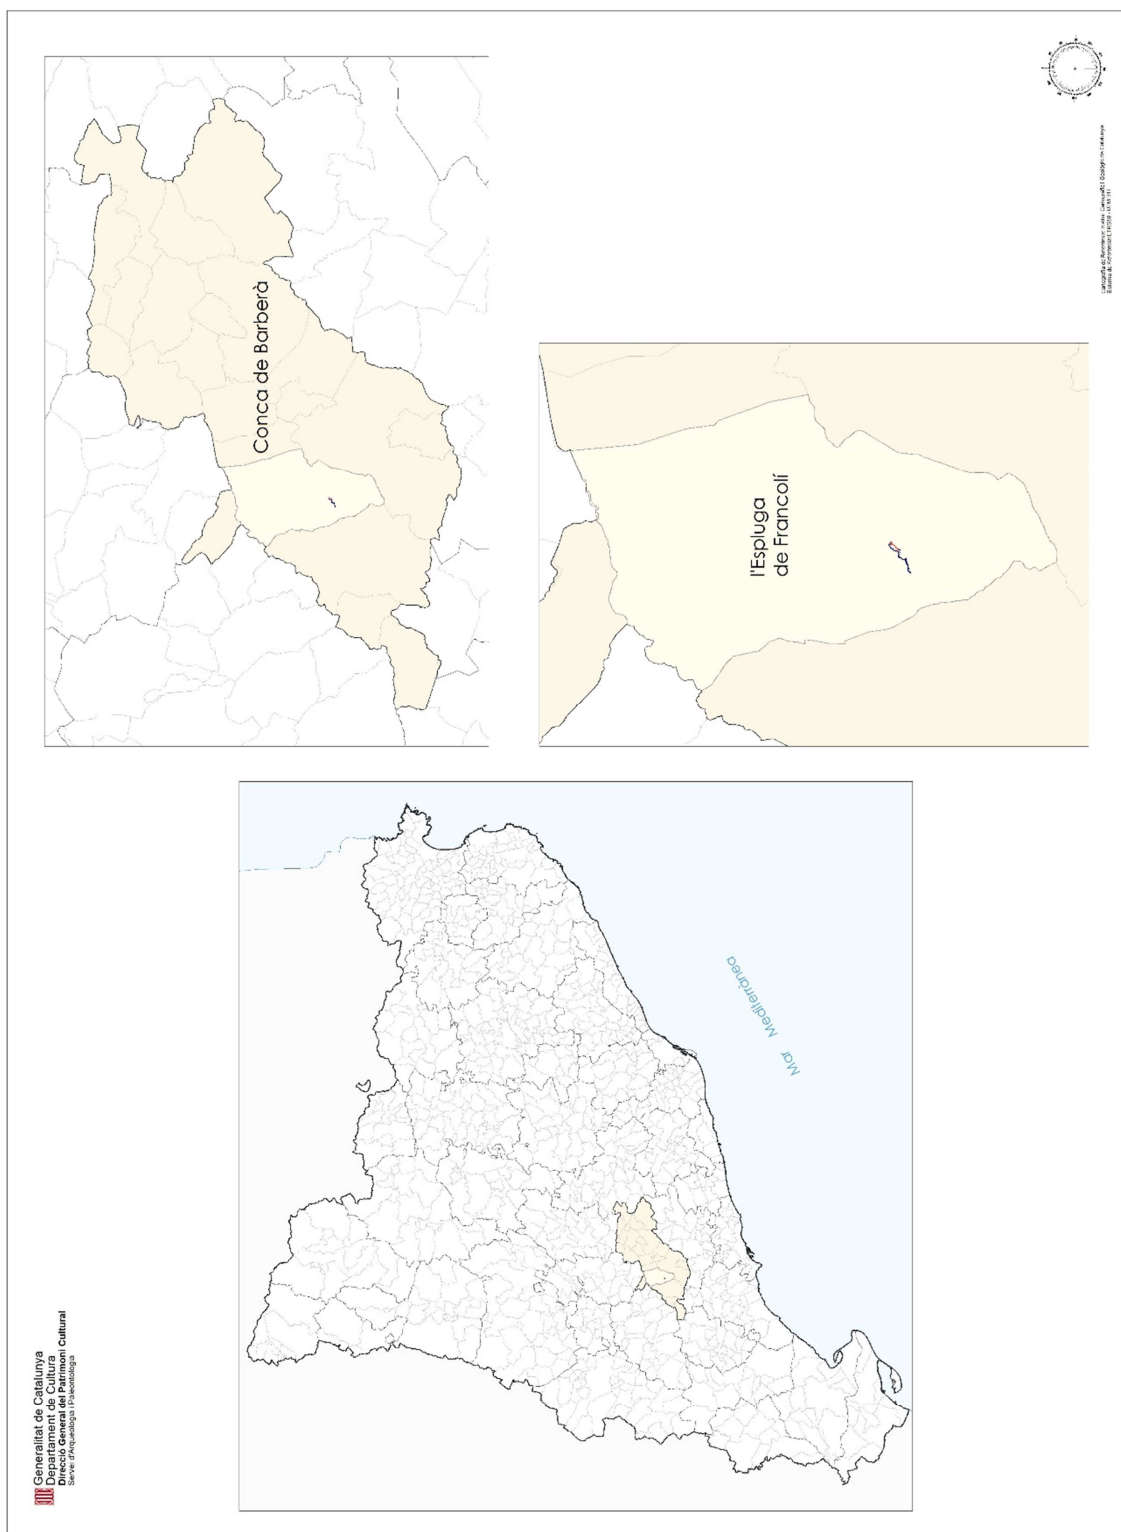 Generalitat de Catalunya
Departament de Cultura
Direcció General del Patrimoni Cultural
Servei d'Arqueologia i Paleontologia
Conca de Barberà
l'Espluga
de Francolí
Mar Mediterrànea